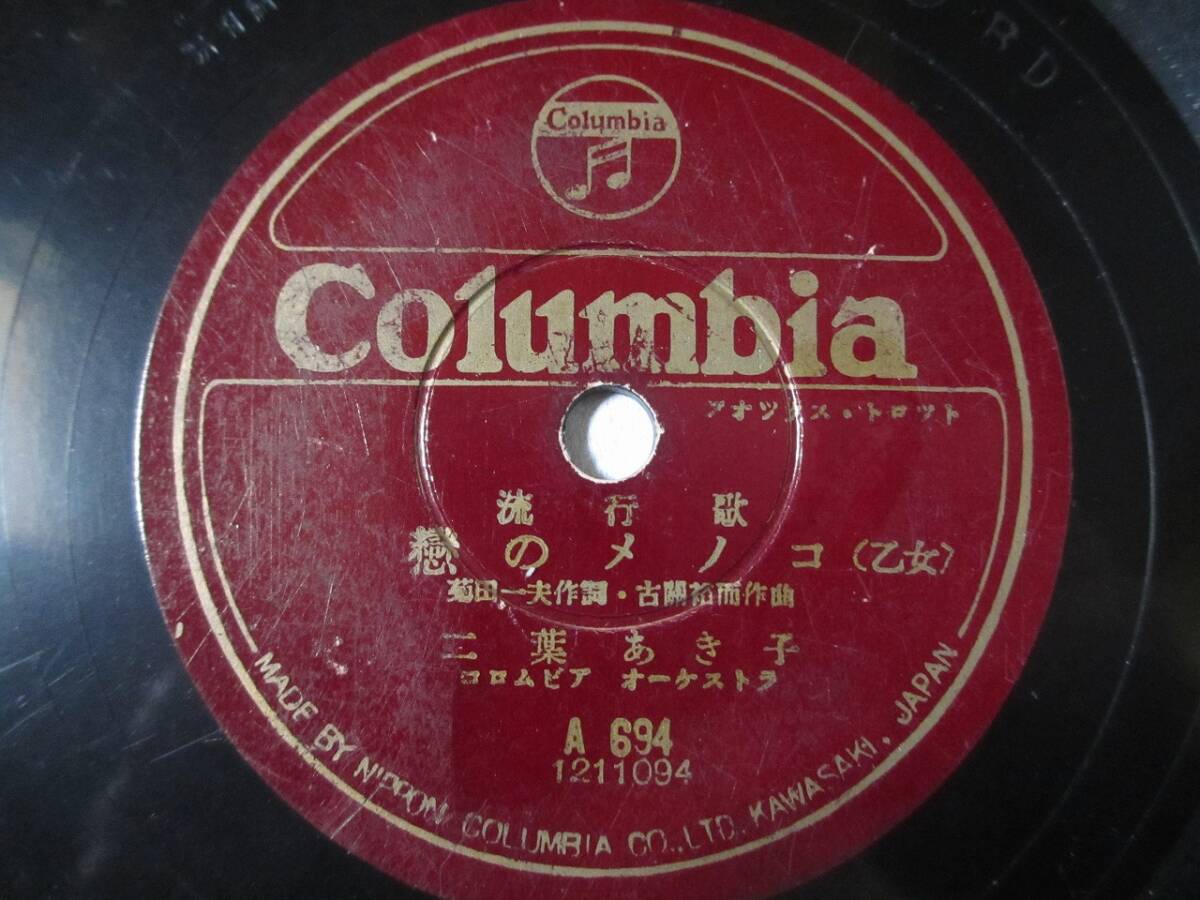 RD
Columbia
Columbia
フオツクス・トロツト
流行歌
戀のメノコ(乙女)
菊田一夫作詞・古關裕而作曲
二葉あき子
コロムビア オーケストラ
A 694
1211094
MADE BY NIPPON COLUMBIA CO., LTD. KAWASAKI, JAPAN